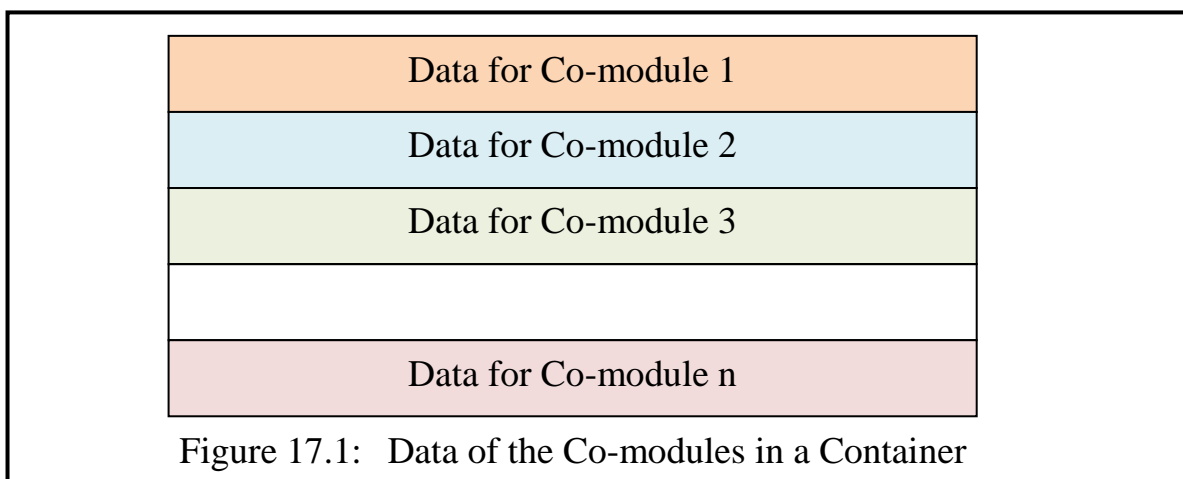 Data for Co-module 1
Data for Co-module 2
Data for Co-module 3
Data for Co-module n
Figure 17.1: Data of the Co-modules in a Container